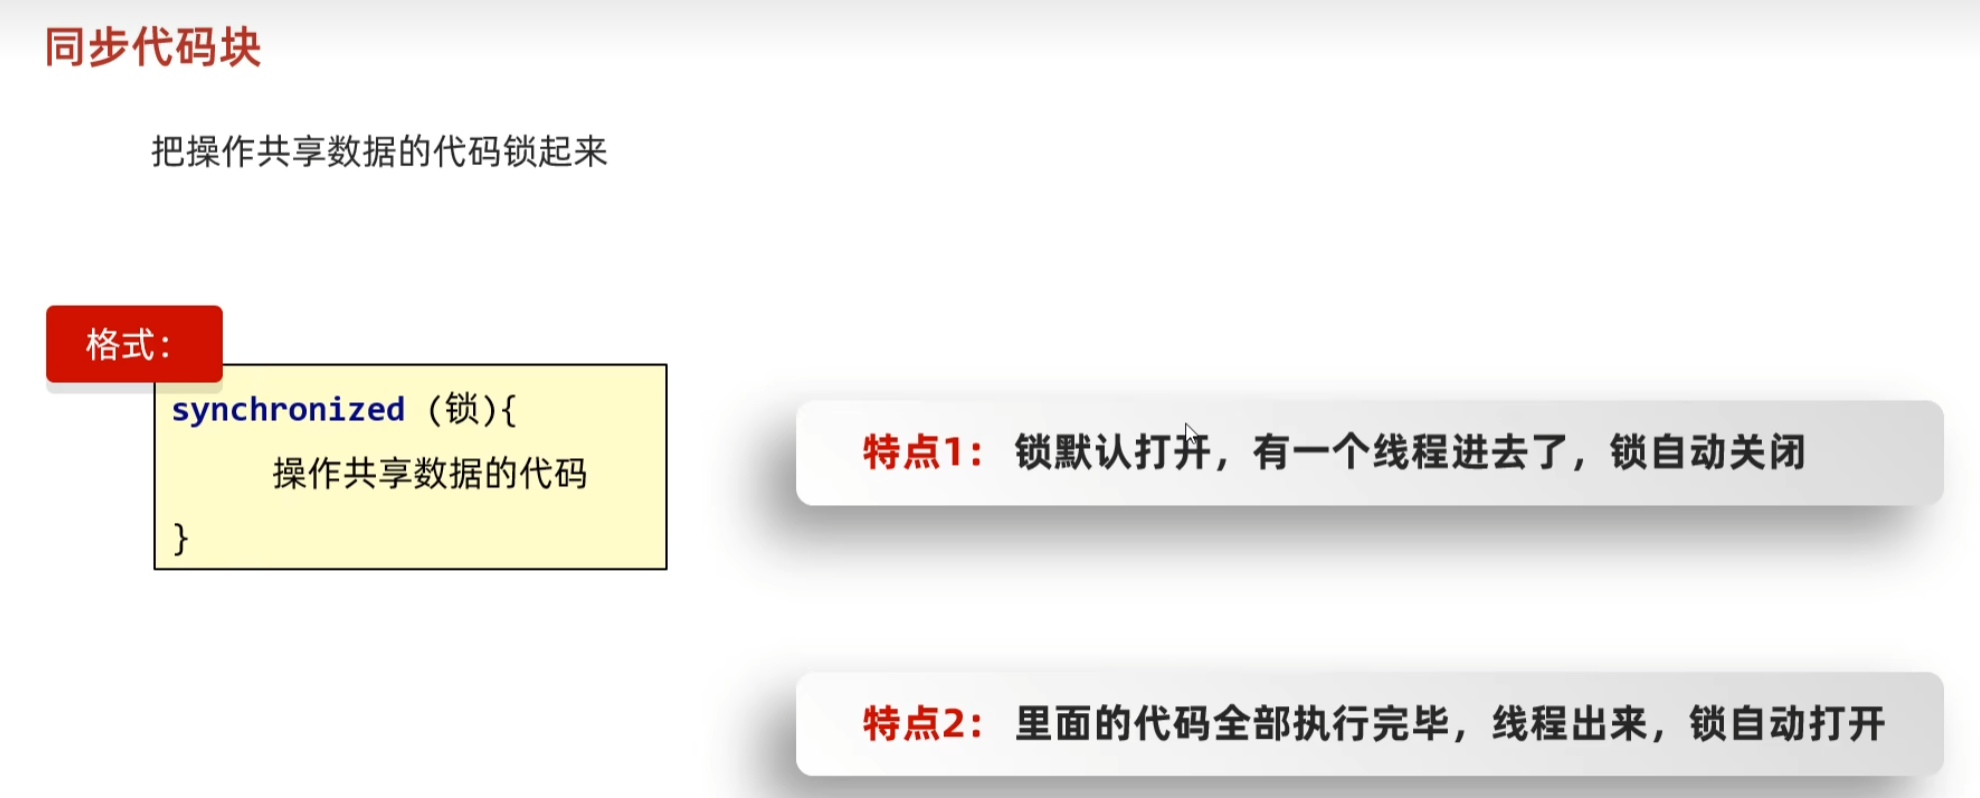 同步代码块
把操作共享数据的代码锁起来
格式：
synchronized (锁){
操作共享数据的代码
}
特点1： 锁默认打开，有一个线程进去了，锁自动关闭
特点2： 里面的代码全部执行完毕，线程出来，锁自动打开